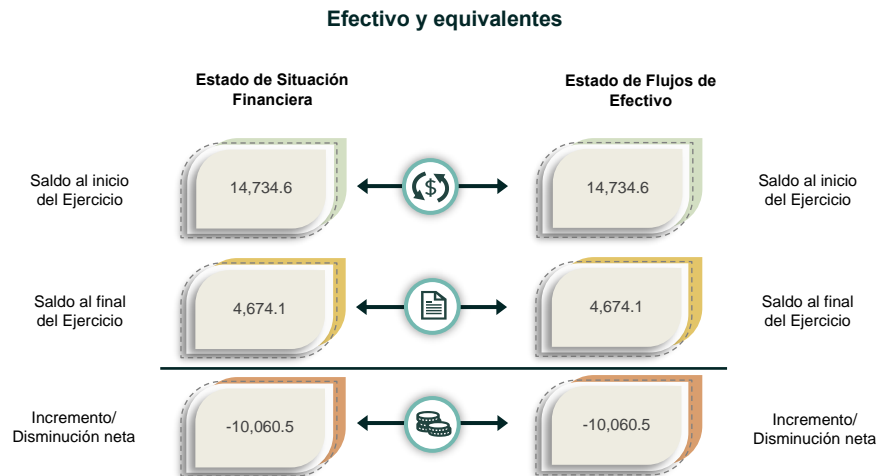 Efectivo y equivalentes
Estado de Situación
Financiera
Estado de Flujos de
Efectivo
Saldo al inicio
del Ejercicio
14,734.6
$
14,734.6
Saldo al inicio
del Ejercicio
Saldo al final
del Ejercicio
4,674.1
4,674.1
Saldo al final
del Ejercicio
Incremento/
Disminución neta
-10,060.5
-10,060.5
Incremento/
Disminución neta